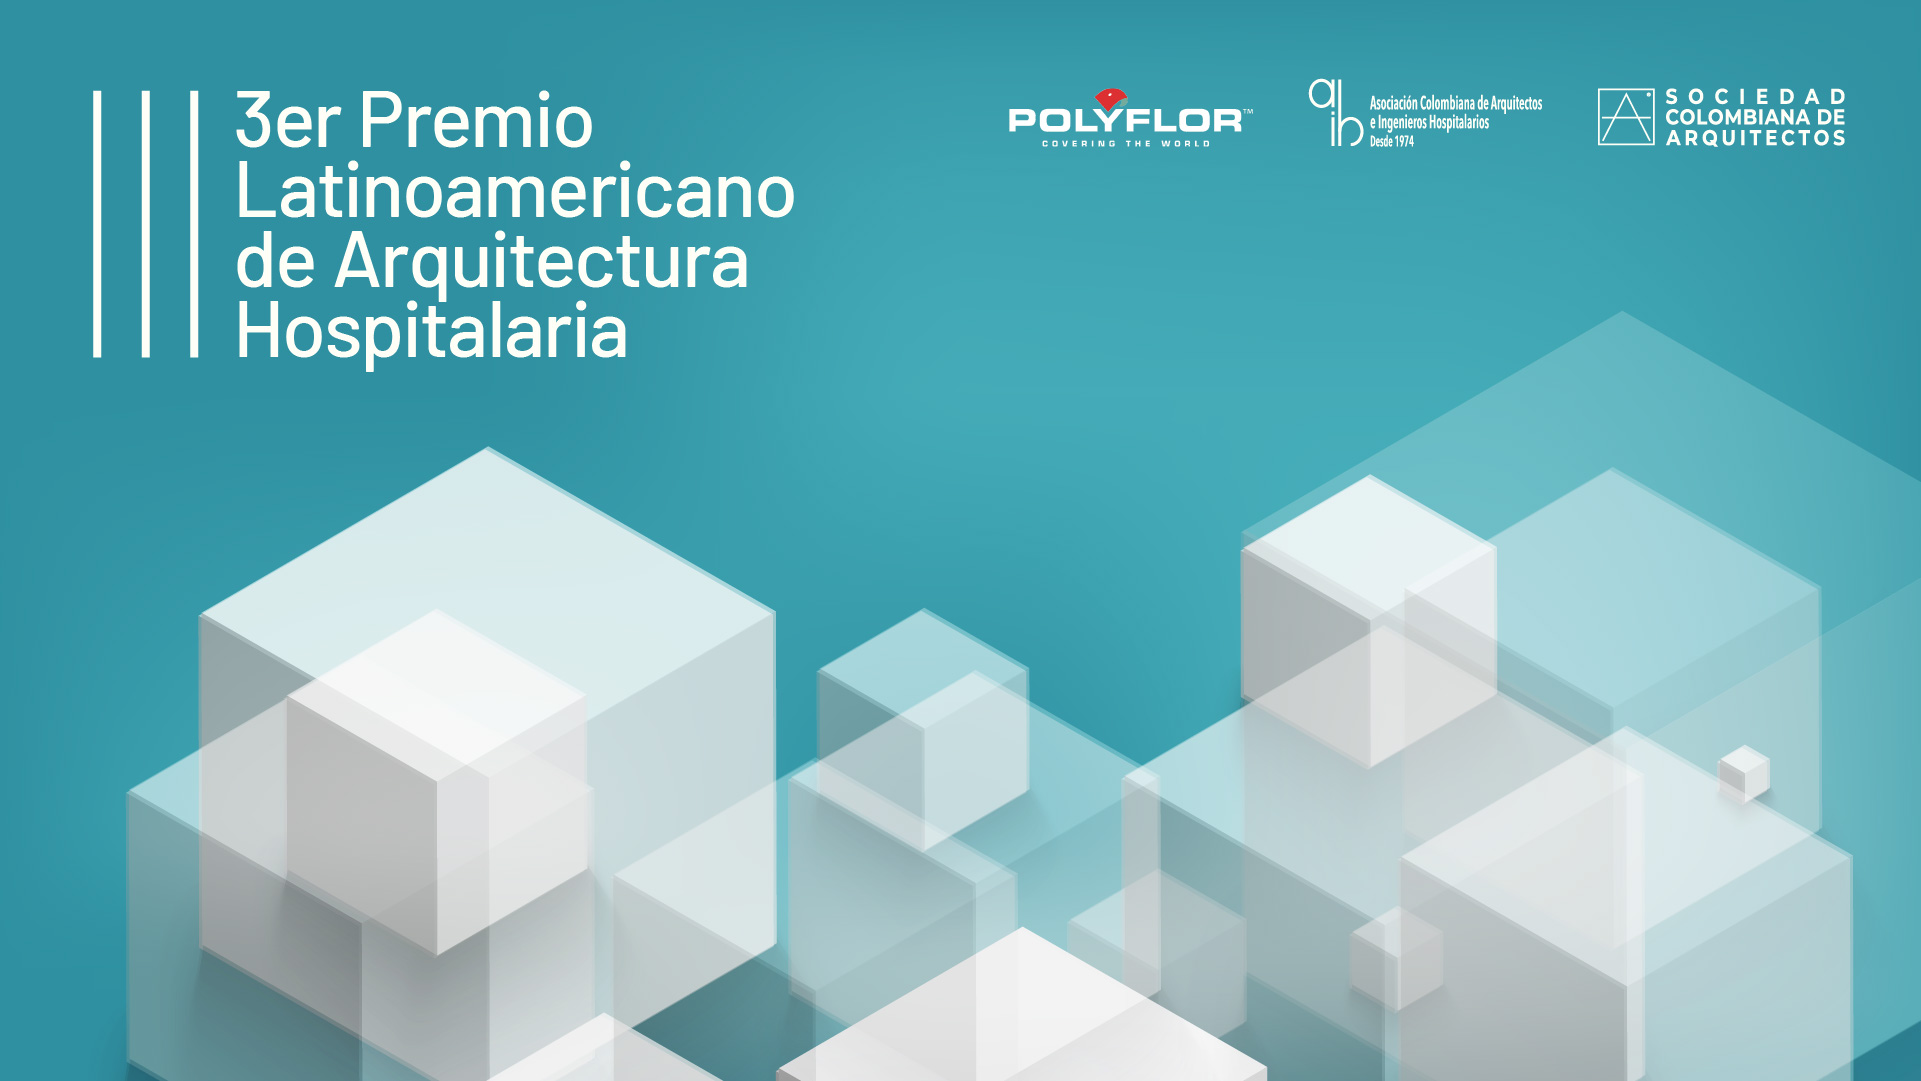 3er Premio
Latinoamericano
de Arquitectura
Hospitalaria
POLYFLOR™
COVERING THE WORLD
aih
Asociación Colombiana de Arquitectos
e Ingenieros Hospitalarios
Desde 1974
SOCIEDAD
COLOMBIANA DE
ARQUITECTOS